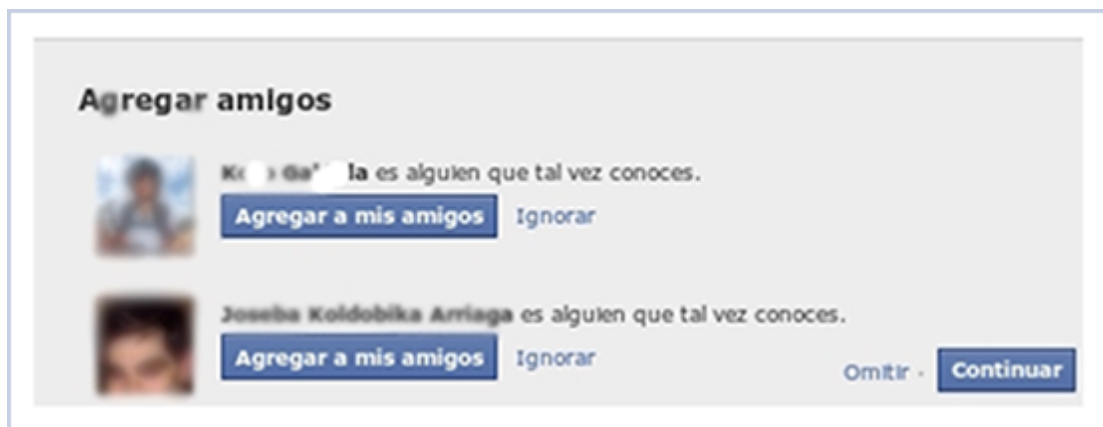 Agregar amigos
la es alguien que tal vez conoces.
Agregar a mis amigos Ignorar
es alguien que tal vez conoces.
Agregar a mis amigos Ignorar
Omitir · Continuar